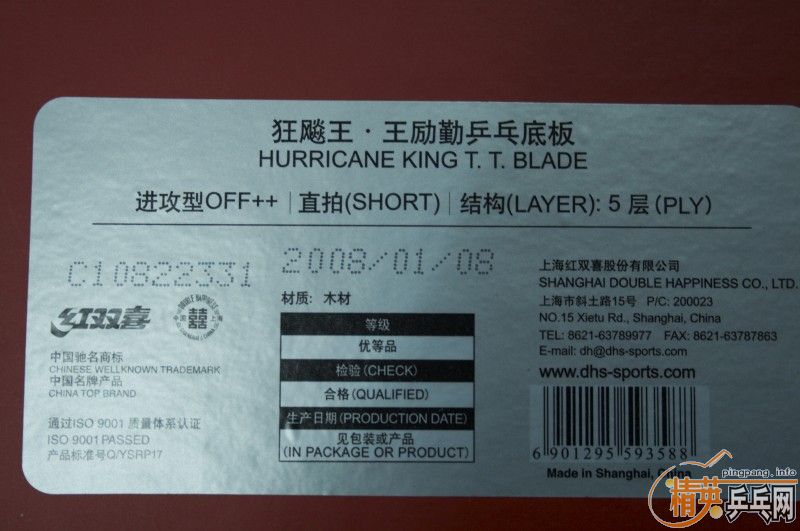 狂飚王·王励勤乒乓底板
HURRICANE KING T. T. BLADE
进攻型OFF++ | 直拍(SHORT) | 结构(LAYER): 5 层 (PLY)
C10822331
2008/01/08
红双喜
DOUBLE HAPPINESS
囍
中国驰名商标
CHINESE WELLKNOWN TRADEMARK
中国名牌产品
CHINA TOP BRAND
通过ISO 9001 质量体系认证
ISO 9001 PASSED
产品标准号Q/YSRP17
材质: 木材
等级
优等品
检验(CHECK)
合格(QUALIFIED)
生产日期(PRODUCTION DATE)
见包装或产品
(IN PACKAGE OR PRODUCT)
上海红双喜股份有限公司
SHANGHAI DOUBLE HAPPINESS CO., LTD.
上海市斜土路15号 P/C: 200023
NO.15 Xietu Rd., Shanghai, China
TEL: 8621-63789977 FAX: 8621-63787863
E-mail: dh@dhs-sports.com
www.dhs-sports.com
6 901295 593588
Made in Shanghai, China
pingpang.info
精英乒乓网